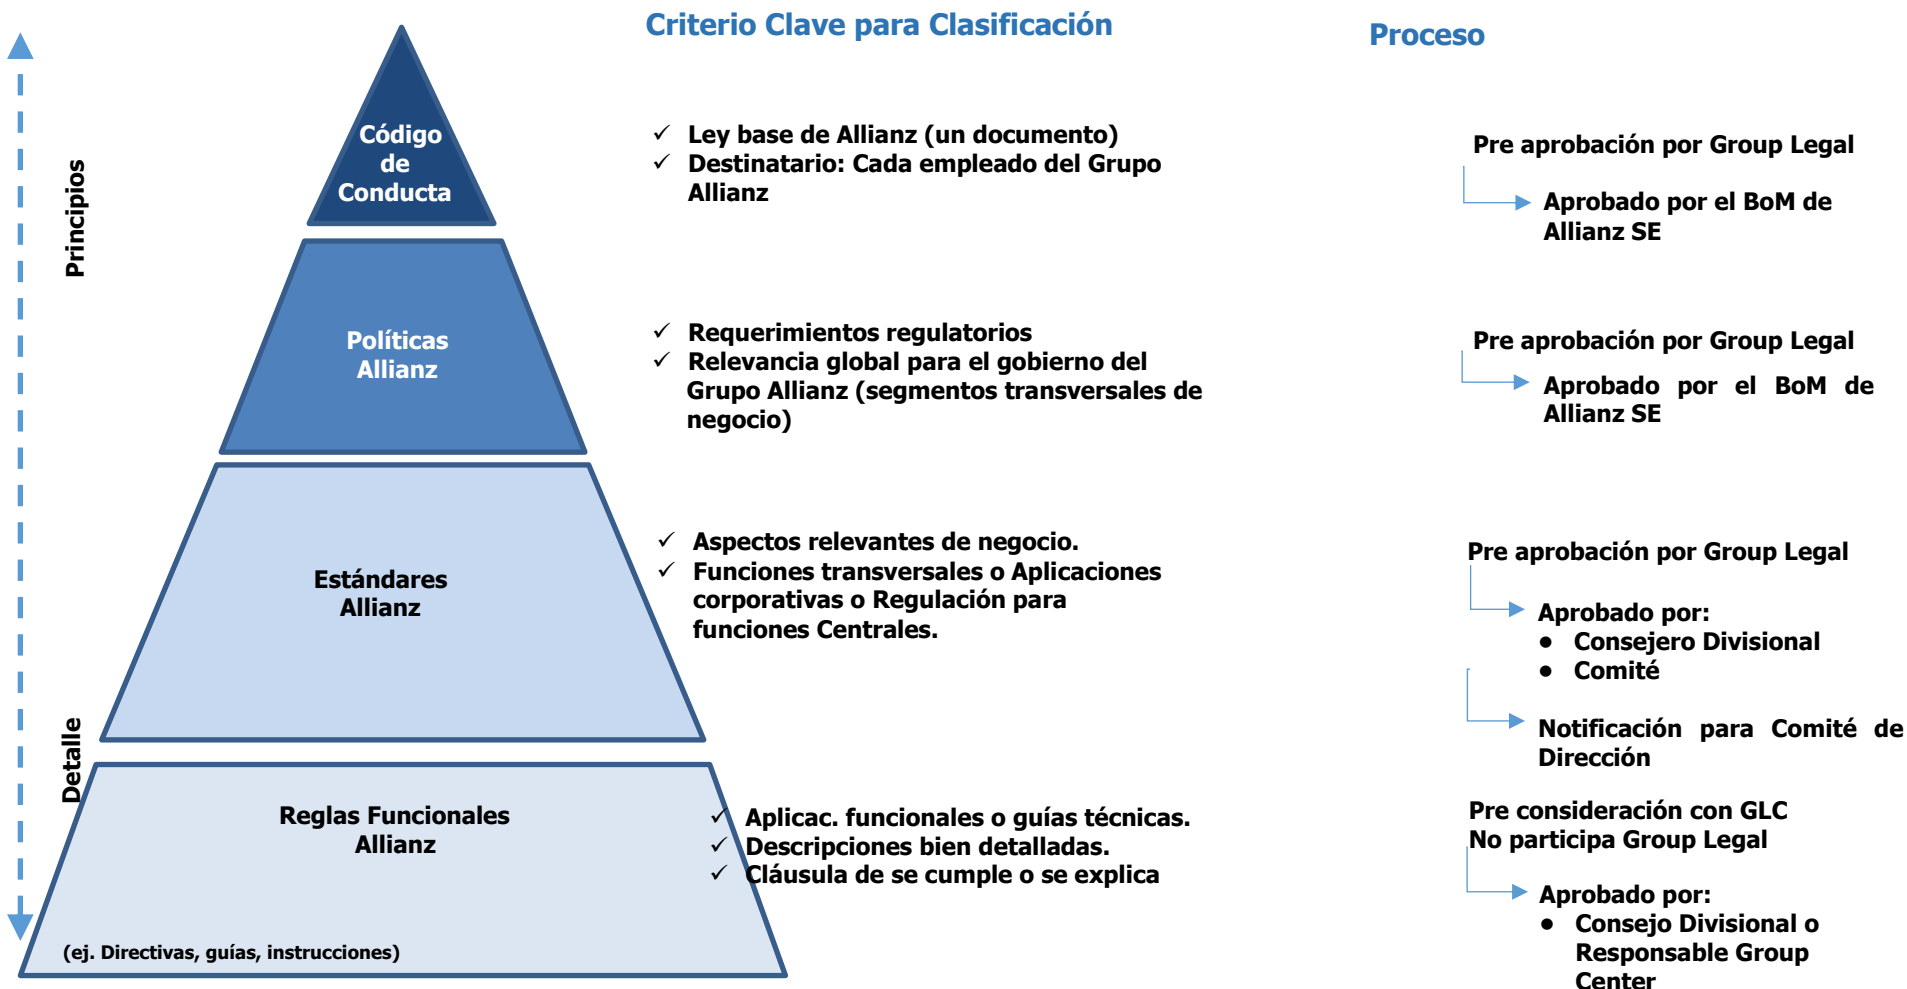 Criterio Clave para Clasificación
Proceso
Principios
Detalle
Código
de
Conducta
✓ Ley base de Allianz (un documento)
✓ Destinatario: Cada empleado del Grupo
Allianz
Pre aprobación por Group Legal
Aprobado por el BoM de
Allianz SE
Políticas
Allianz
✓ Requerimientos regulatorios
✓ Relevancia global para el gobierno del
Grupo Allianz (segmentos transversales de
negocio)
Pre aprobación por Group Legal
Aprobado por el BoM de
Allianz SE
Estándares
Allianz
✓ Aspectos relevantes de negocio.
✓ Funciones transversales o Aplicaciones
corporativas o Regulación para
funciones Centrales.
Pre aprobación por Group Legal
Aprobado por:
● Consejero Divisional
● Comité
Notificación para Comité de
Dirección
Reglas Funcionales
Allianz
(ej. Directivas, guías, instrucciones)
✓ Aplicac. funcionales o guías técnicas.
✓ Descripciones bien detalladas.
✓ Cláusula de se cumple o se explica
Pre consideración con GLC
No participa Group Legal
Aprobado por:
● Consejo Divisional o
Responsable Group
Center